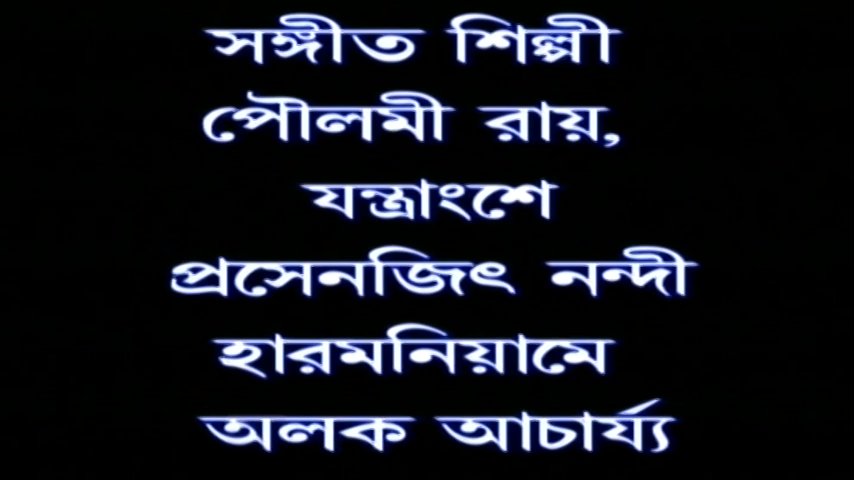 সঙ্গীত শিল্পী
পৌলমী রায়,
যন্ত্রাংশে
প্রসেনজিৎ নন্দী
হারমনিয়ামে
অলক আচার্য্য